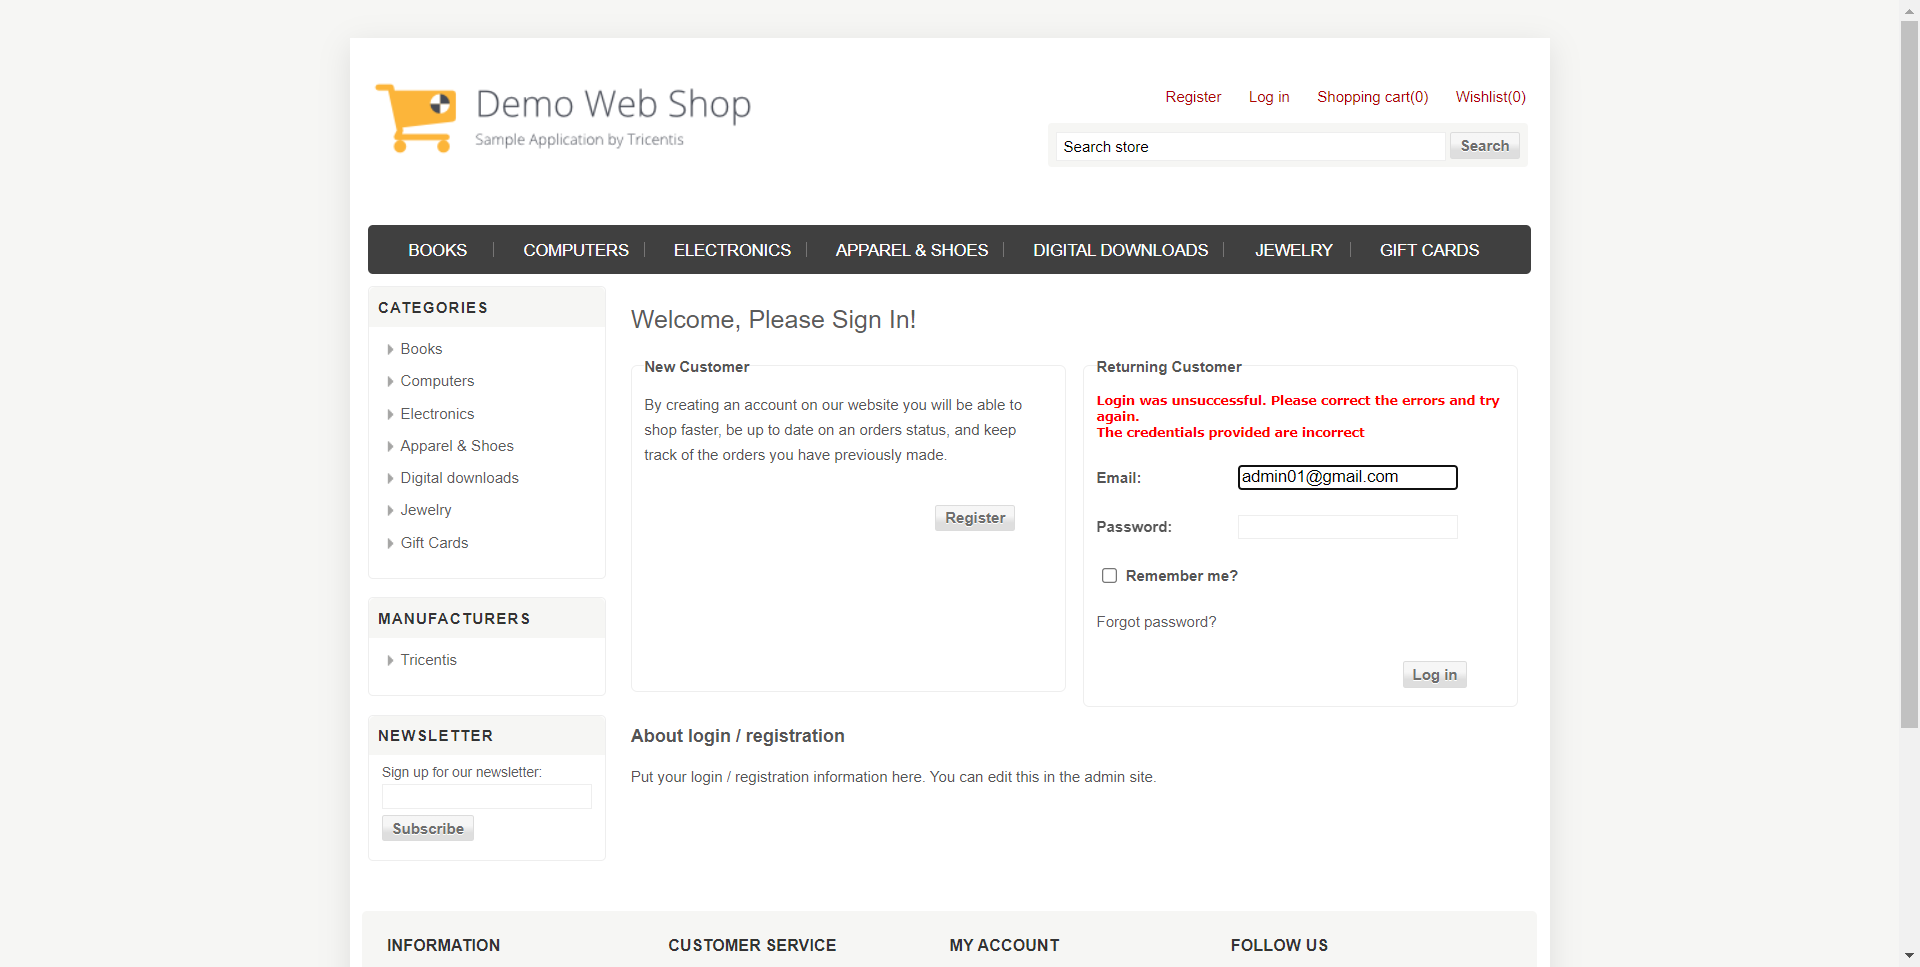 Demo Web Shop
Sample Application by Tricentis
Register Log in Shopping cart(0) Wishlist(0)
Search store Search
BOOKS COMPUTERS ELECTRONICS APPAREL & SHOES DIGITAL DOWNLOADS JEWELRY GIFT CARDS
CATEGORIES
Books
Computers
Electronics
Apparel & Shoes
Digital downloads
Jewelry
Gift Cards
MANUFACTURERS
Tricentis
NEWSLETTER
Sign up for our newsletter:
Subscribe
Welcome, Please Sign In!
New Customer
By creating an account on our website you will be able to
shop faster, be up to date on an orders status, and keep
track of the orders you have previously made.
Register
Returning Customer
Login was unsuccessful. Please correct the errors and try
again.
The credentials provided are incorrect
Email: admin01@gmail.com
Password:
Remember me?
Forgot password?
Log in
About login / registration
Put your login / registration information here. You can edit this in the admin site.
INFORMATION CUSTOMER SERVICE MY ACCOUNT FOLLOW US